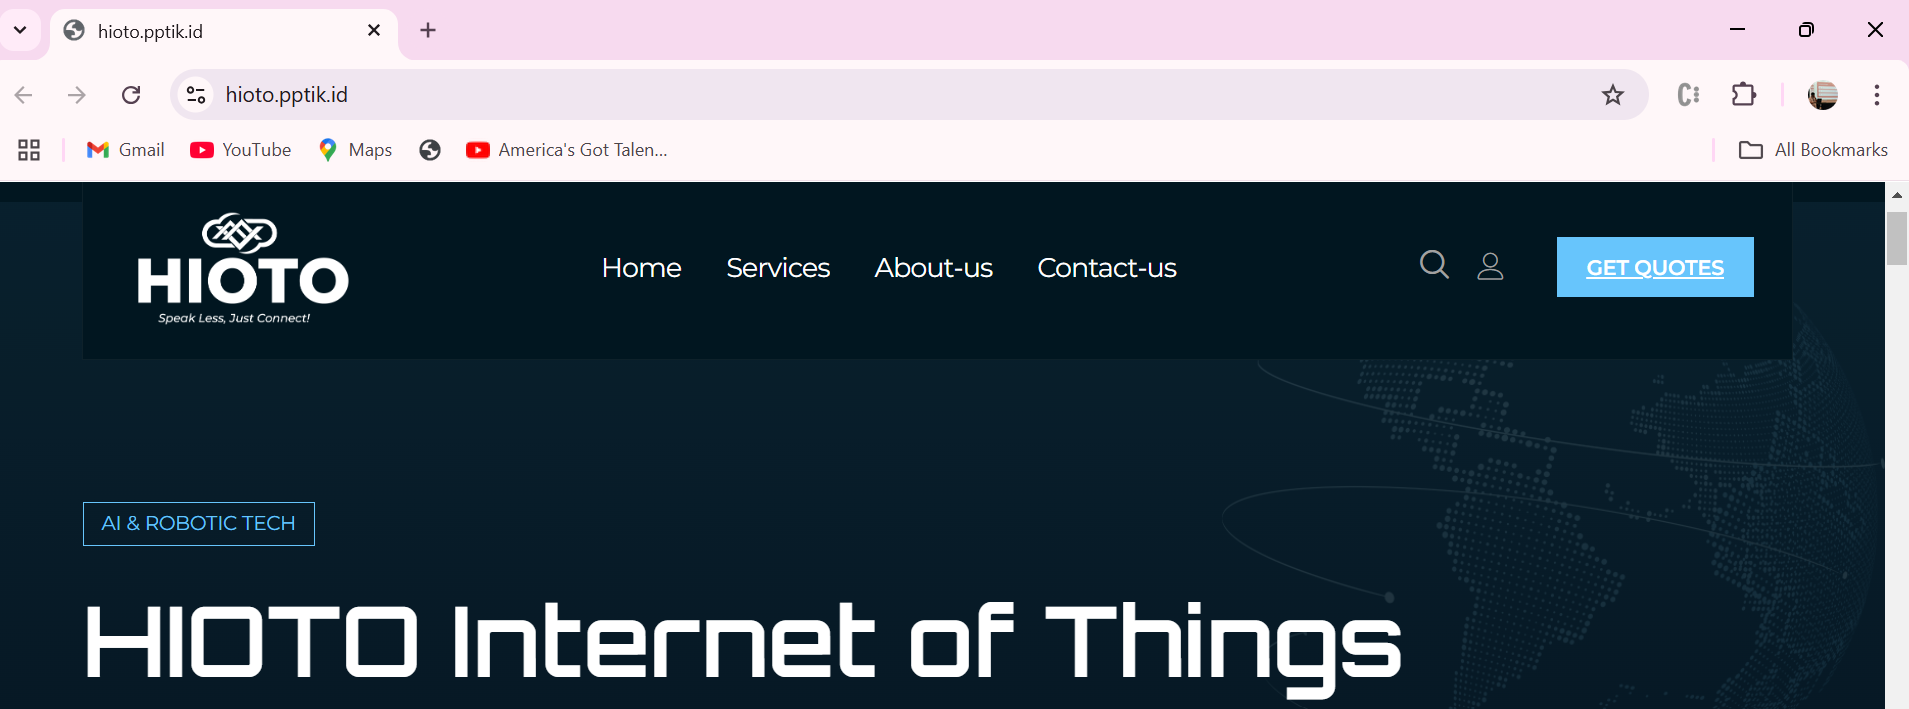 hioto.pptik.id
hioto.pptik.id
Gmail YouTube Maps America's Got Talen... All Bookmarks
HIOTO
Speak Less, Just Connect!
Home Services About-us Contact-us GET QUOTES
AI & ROBOTIC TECH
HIOTO Internet of Things